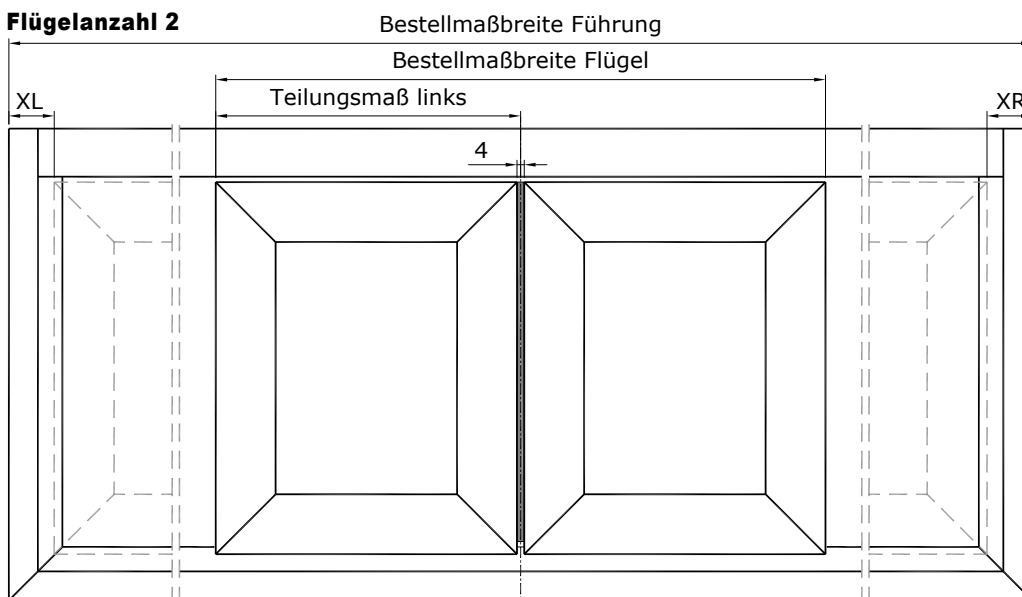 Flügelanzahl 2
Bestellmaßbreite Führung
Bestellmaßbreite Flügel
XL
Teilungsmaß links
XR
4